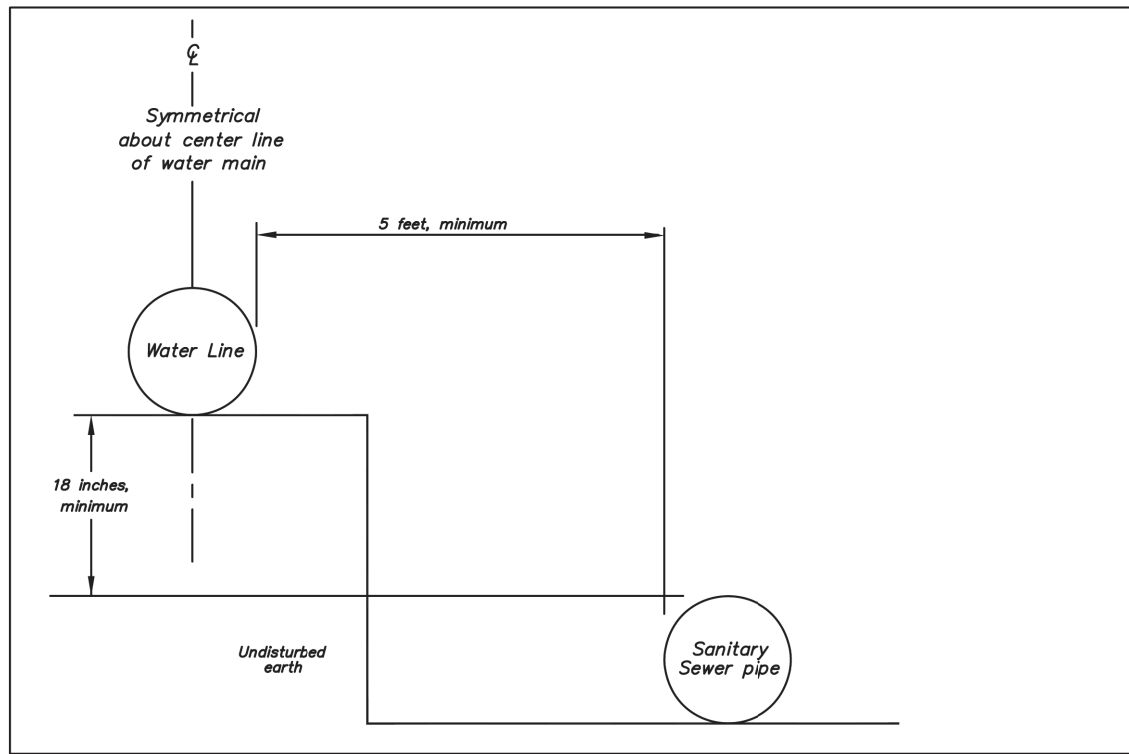 ℄
Symmetrical
about center line
of water main
5 feet, minimum
Water Line
18 inches,
minimum
Undisturbed
earth
Sanitary
Sewer pipe